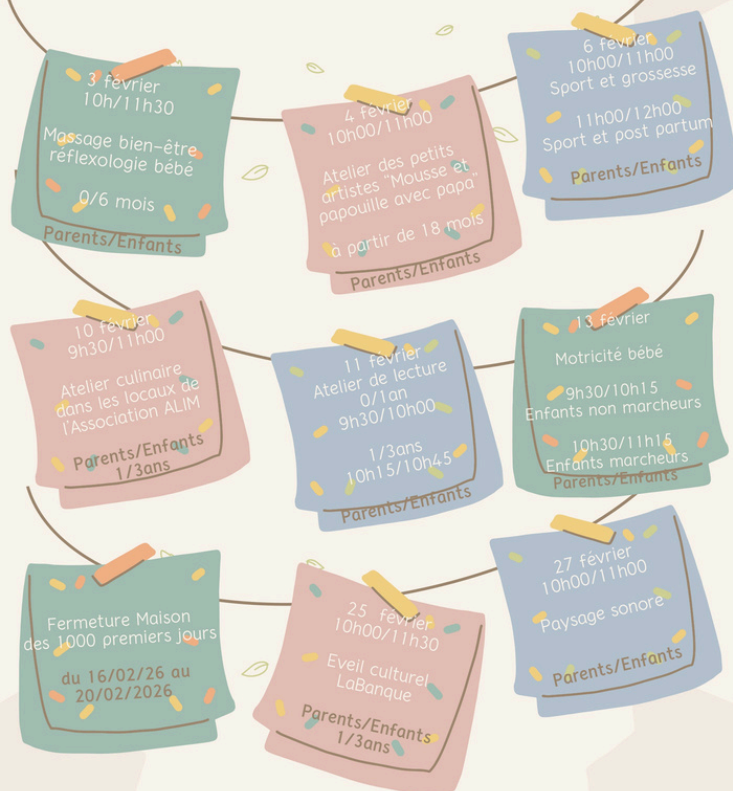 3 février
10h/11h30
Massage bien-être
réflexologie bébé
0/6 mois
Parents/Enfants
4 février
10h00/11h00
Atelier des petits
artistes "Mousse et
papouille avec papa"
à partir de 18 mois
Parents/Enfants
6 février
10h00/11h00
Sport et grossesse
11h00/12h00
Sport et post partum
Parents/Enfants
10 février
9h30/11h00
Atelier culinaire
dans les locaux de
l'Association ALIM
Parents/Enfants
1/3ans
11 février
Atelier de lecture
0/1an
9h30/10h00
1/3ans
10h15/10h45
Parents/Enfants
13 février
Motricité bébé
9h30/10h15
Enfants non marcheurs
10h30/11h15
Enfants marcheurs
Parents/Enfants
Fermeture Maison
des 1000 premiers jours
du 16/02/26 au
20/02/2026
25 février
10h00/11h30
Eveil culturel
LaBanque
Parents/Enfants
1/3ans
27 février
10h00/11h00
Paysage sonore
Parents/Enfants